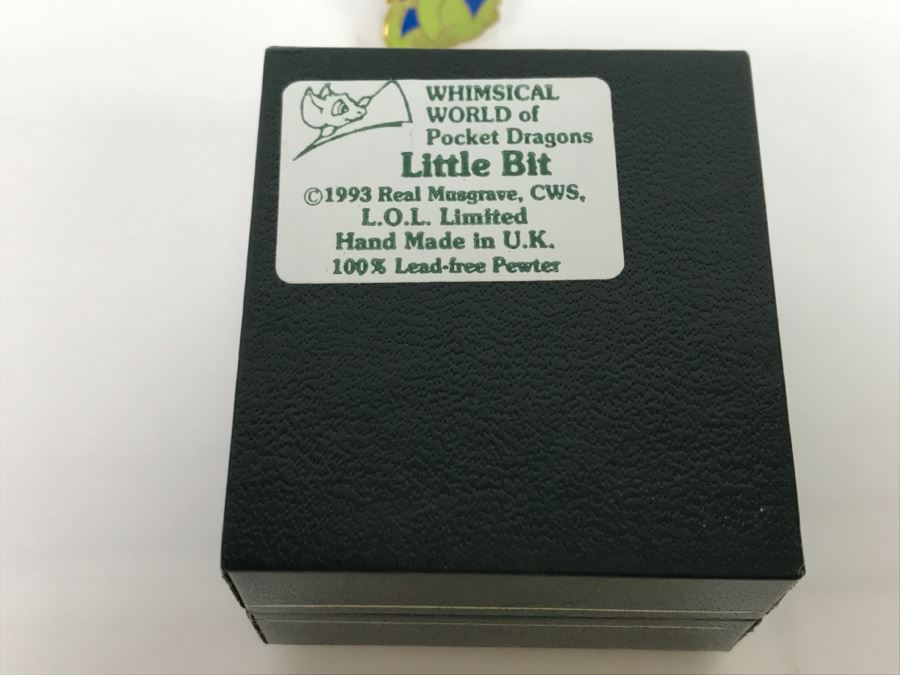 WHIMSICAL
WORLD of
Pocket Dragons
Little Bit
©1993 Real Musgrave, CWS,
L.O.L. Limited
Hand Made in U.K.
100% Lead-free Pewter